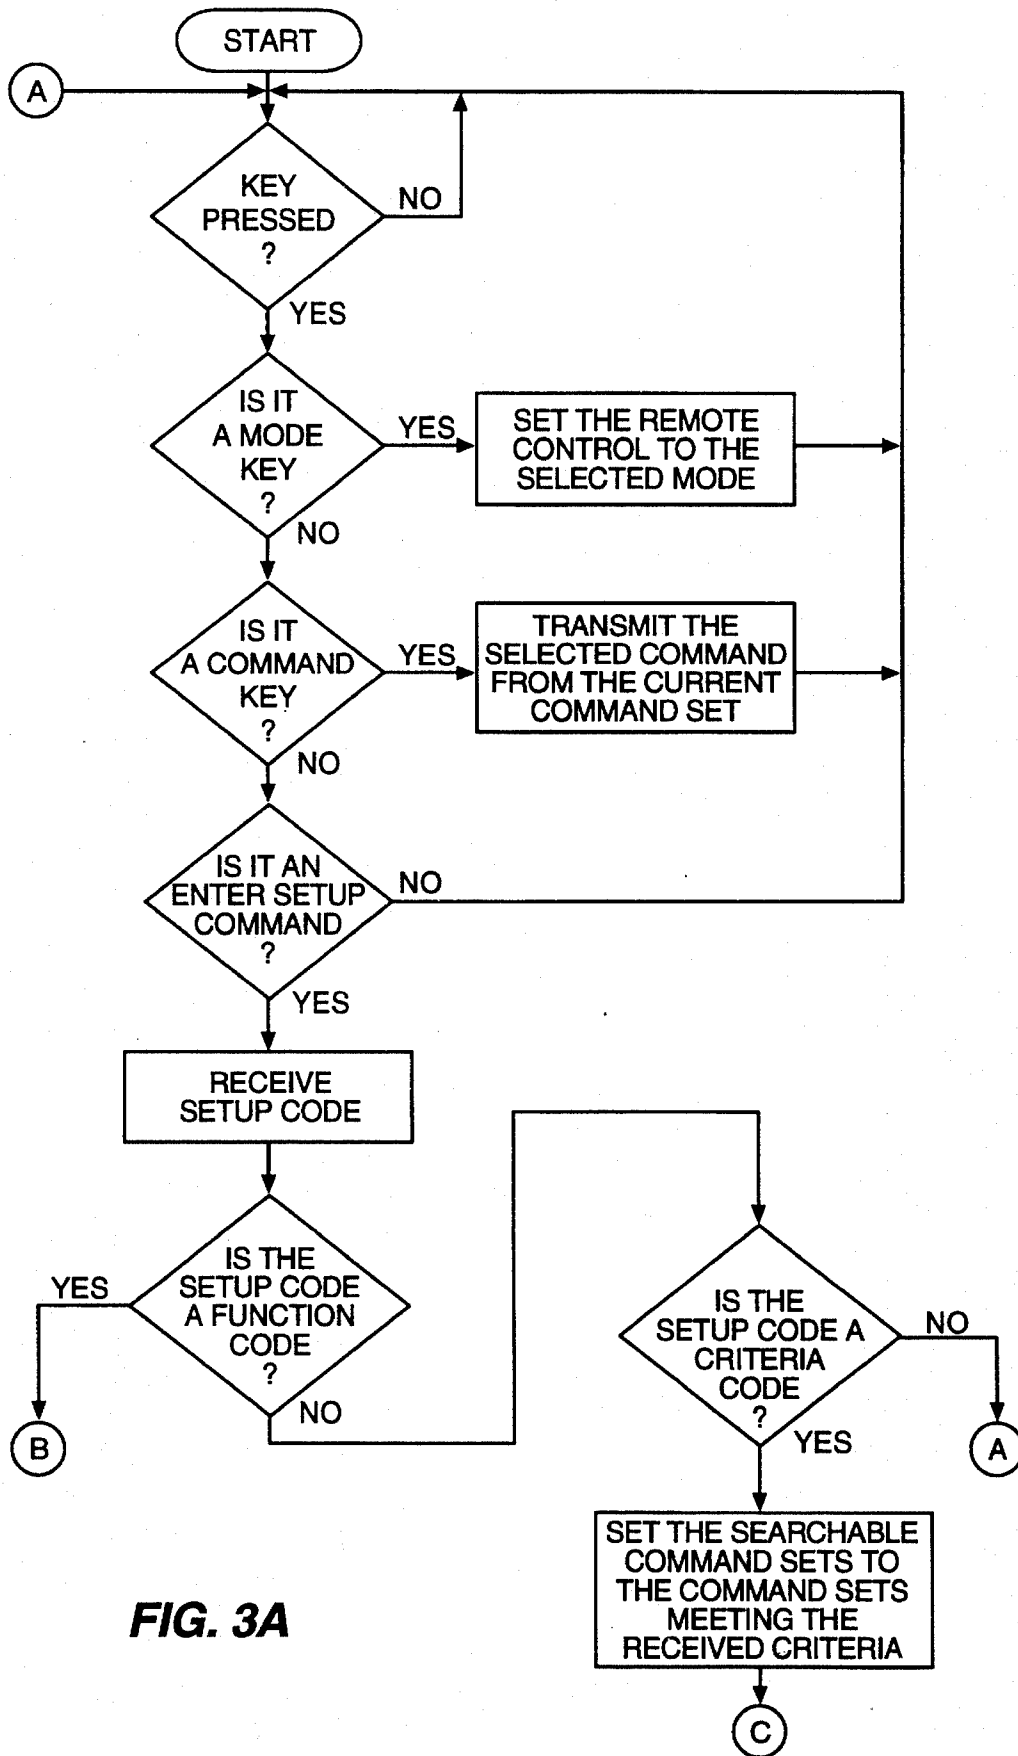 START
A
KEY
PRESSED
?
NO
YES
IS IT
A MODE
KEY
?
YES
SET THE REMOTE
CONTROL TO THE
SELECTED MODE
NO
IS IT
A COMMAND
KEY
?
YES
TRANSMIT THE
SELECTED COMMAND
FROM THE CURRENT
COMMAND SET
NO
IS IT AN
ENTER SETUP
COMMAND
?
NO
YES
RECEIVE
SETUP CODE
IS THE
SETUP CODE
A FUNCTION
CODE
?
YES
B
NO
IS THE
SETUP CODE A
CRITERIA
CODE
?
NO
A
YES
SET THE SEARCHABLE
COMMAND SETS TO
THE COMMAND SETS
MEETING THE
RECEIVED CRITERIA
C
FIG. 3A